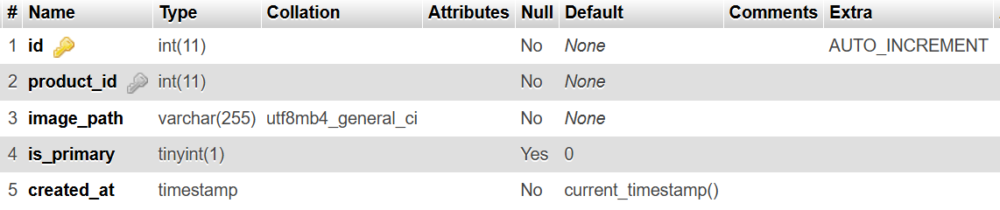 # Name Type Collation Attributes Null Default Comments Extra
1 id int(11) No None AUTO_INCREMENT
2 product_id int(11) No None
3 image_path varchar(255) utf8mb4_general_ci No None
4 is_primary tinyint(1) Yes 0
5 created_at timestamp No current_timestamp()